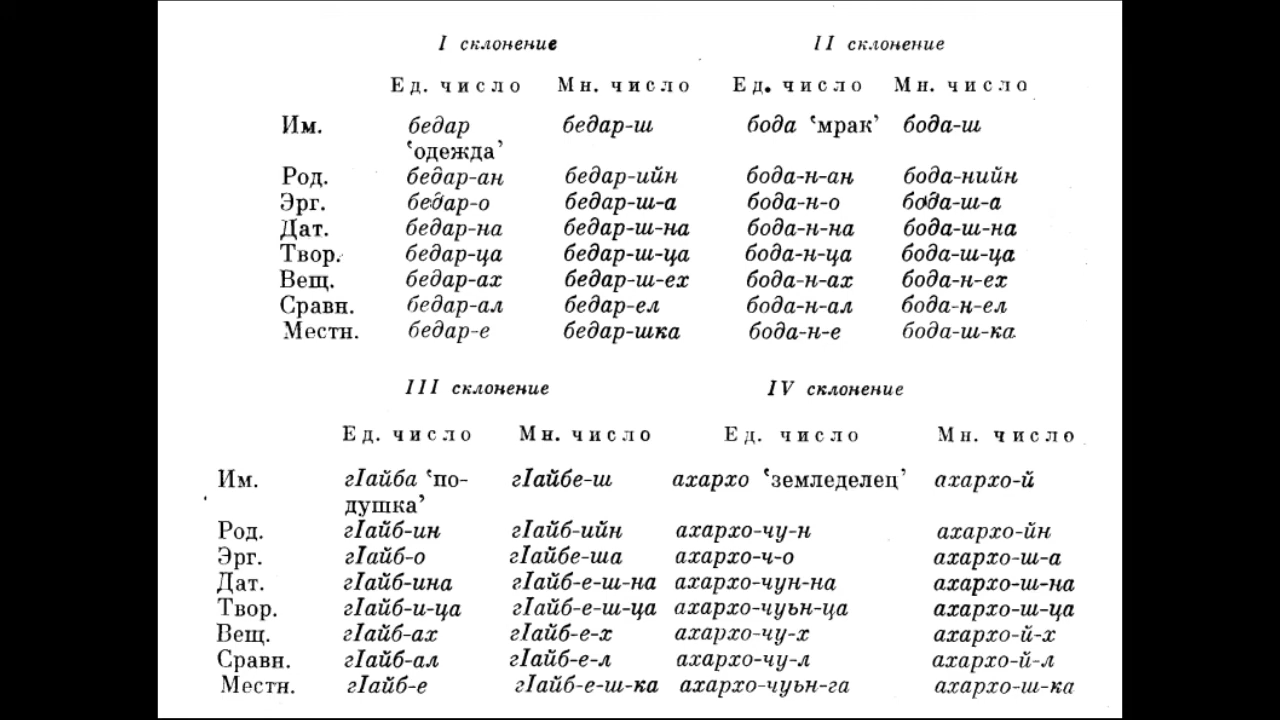 I склонение II склонение
Ед. число Мн. число Ед. число Мн. число
Им. бедар бедар-ш бода ‘мрак’ бода-ш
‘одежда’
Род. бедар-ан бедар-ийн бода-н-ан бода-нийн
Эрг. бедар-о бедар-ш-а бода-н-о бода-ш-а
Дат. бедар-на бедар-ш-на бода-н-на бода-ш-на
Твор. бедар-ца бедар-ш-ца бода-н-ца бода-ш-ца
Вещ. бедар-ах бедар-ш-ех бода-н-ах бода-н-ех
Сравн. бедар-ал бедар-ел бода-н-ал бода-н-ел
Местн. бедар-е бедар-шка бода-н-е бода-ш-ка
III склонение IV склонение
Ед. число Мн. число Ед. число Мн. число
Им. гIайба ‘по- гIайбе-ш ахархо ‘земледелец’ ахархо-й
душка’
Род. гIайб-ин гIайб-ийн ахархо-чу-н ахархо-йн
Эрг. гIайб-о гIайбе-ша ахархо-ч-о ахархо-ш-а
Дат. гIайб-ина гIайб-е-ш-на ахархо-чун-на ахархо-ш-на
Твор. гIайб-и-ца гIайб-е-ш-ца ахархо-чуьн-ца ахархо-ш-ца
Вещ. гIайб-ах гIайб-е-х ахархо-чу-х ахархо-й-х
Сравн. гIайб-ал гIайб-е-л ахархо-чу-л ахархо-й-л
Местн. гIайб-е гIайб-е-ш-ка ахархо-чуьн-га ахархо-ш-ка